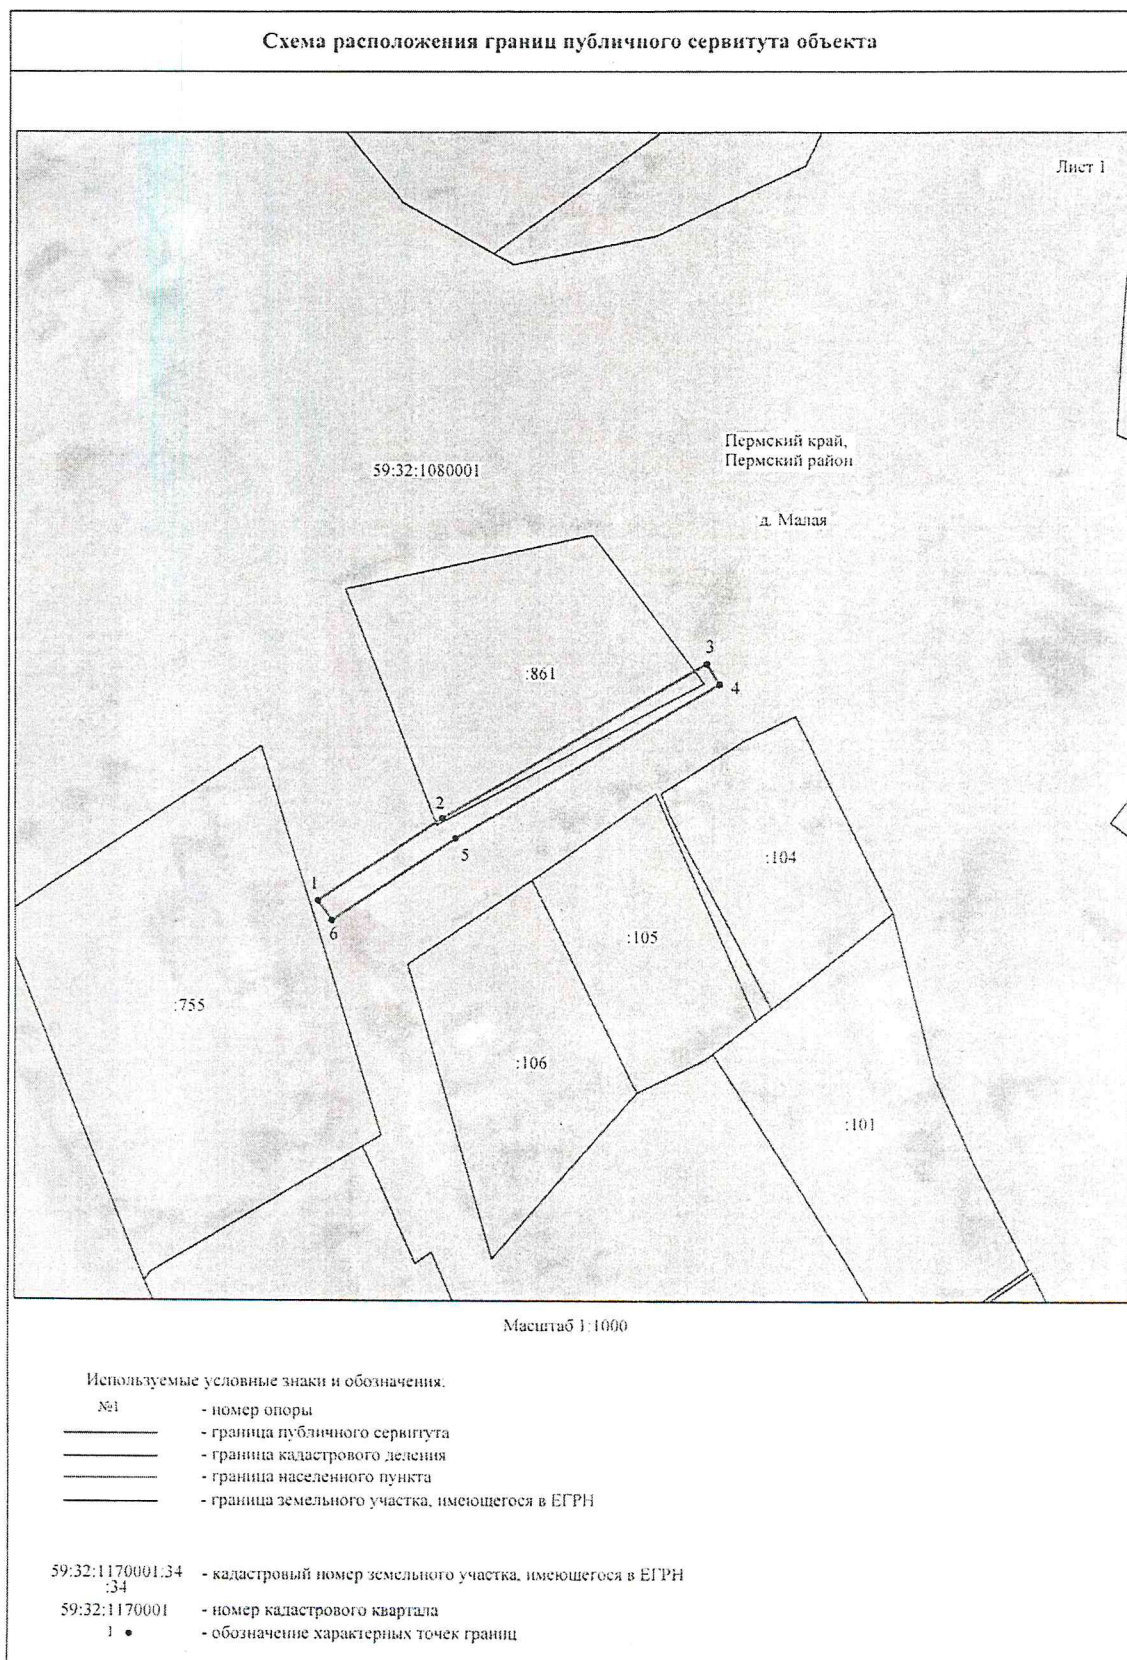 Схема расположения границ публичного сервитута объекта
Лист 1
Пермский край,
Пермский район
59:32:1080001
д. Малая
:861
3
4
2
5
1
6
:104
:105
:755
:106
:101
Масштаб 1:1000
Используемые условные знаки и обозначения:
№1 - номер опоры
- граница публичного сервитута
- граница кадастрового деления
- граница населенного пункта
- граница земельного участка, имеющегося в ЕГРН
59:32:1170001:34 - кадастровый номер земельного участка, имеющегося в ЕГРН
:34
59:32:1170001 - номер кадастрового квартала
1 ● - обозначение характерных точек границ